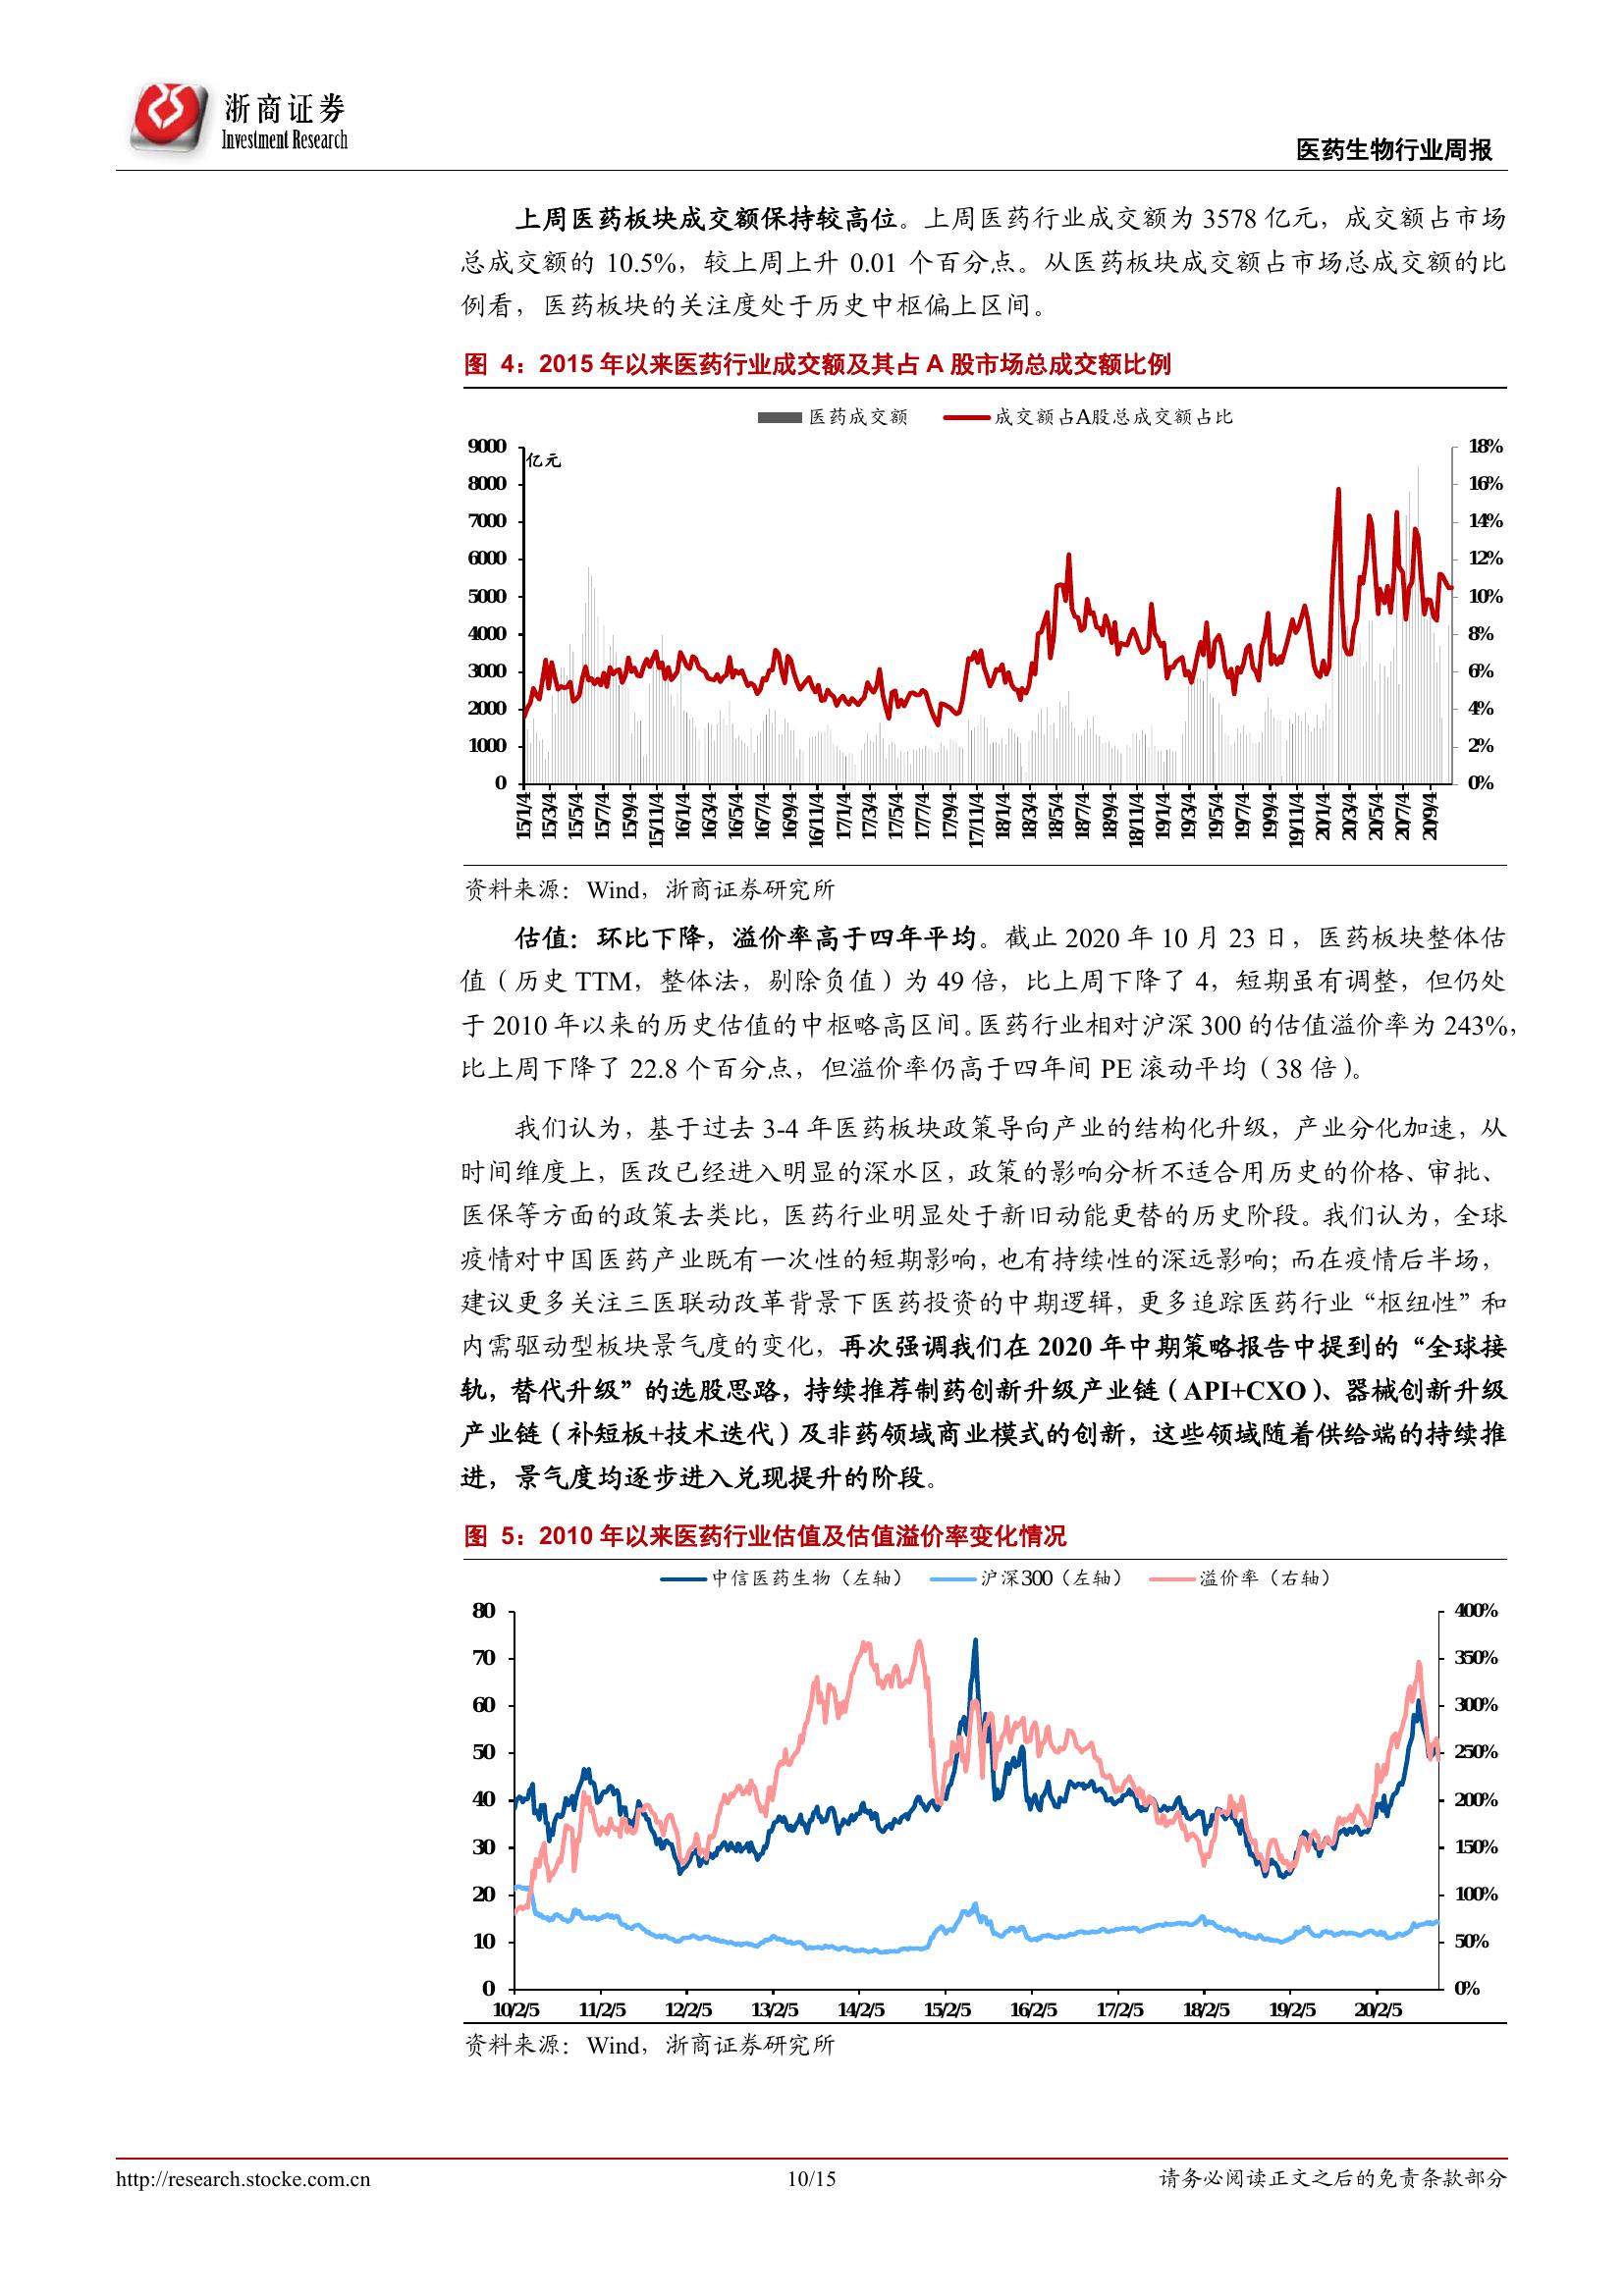 浙商证券
Investment Research
医药生物行业周报
上周医药板块成交额保持较高位。上周医药行业成交额为 3578 亿元，成交额占市场
总成交额的 10.5%，较上周上升 0.01 个百分点。从医药板块成交额占市场总成交额的比
例看，医药板块的关注度处于历史中枢偏上区间。
图 4：2015 年以来医药行业成交额及其占 A 股市场总成交额比例
医药成交额 成交额占A股总成交额占比
亿元
9000 18%
8000 16%
7000 14%
6000 12%
5000 10%
4000 8%
3000 6%
2000 4%
1000 2%
0 0%
15/1/4 15/3/4 15/5/4 15/7/4 15/9/4 15/11/4 16/1/4 16/3/4 16/5/4 16/7/4 16/9/4 16/11/4 17/1/4 17/3/4 17/5/4 17/7/4 17/9/4 17/11/4 18/1/4 18/3/4 18/5/4 18/7/4 18/9/4 18/11/4 19/1/4 19/3/4 19/5/4 19/7/4 19/9/4 19/11/4 20/1/4 20/3/4 20/5/4 20/7/4 20/9/4
资料来源：Wind，浙商证券研究所
估值：环比下降，溢价率高于四年平均。截止 2020 年 10 月 23 日，医药板块整体估
值（历史 TTM，整体法，剔除负值）为 49 倍，比上周下降了 4，短期虽有调整，但仍处
于 2010 年以来的历史估值的中枢略高区间。医药行业相对沪深 300 的估值溢价率为 243%，
比上周下降了 22.8 个百分点，但溢价率仍高于四年间 PE 滚动平均（38 倍）。
我们认为，基于过去 3-4 年医药板块政策导向产业的结构化升级，产业分化加速，从
时间维度上，医改已经进入明显的深水区，政策的影响分析不适合用历史的价格、审批、
医保等方面的政策去类比，医药行业明显处于新旧动能更替的历史阶段。我们认为，全球
疫情对中国医药产业既有一次性的短期影响，也有持续性的深远影响；而在疫情后半场，
建议更多关注三医联动改革背景下医药投资的中期逻辑，更多追踪医药行业“枢纽性”和
内需驱动型板块景气度的变化，再次强调我们在 2020 年中期策略报告中提到的“全球接
轨，替代升级”的选股思路，持续推荐制药创新升级产业链（API+CXO）、器械创新升级
产业链（补短板+技术迭代）及非药领域商业模式的创新，这些领域随着供给端的持续推
进，景气度均逐步进入兑现提升的阶段。
图 5：2010 年以来医药行业估值及估值溢价率变化情况
中信医药生物（左轴） 沪深300（左轴） 溢价率（右轴）
80 400%
70 350%
60 300%
50 250%
40 200%
30 150%
20 100%
10 50%
0 0%
10/2/5 11/2/5 12/2/5 13/2/5 14/2/5 15/2/5 16/2/5 17/2/5 18/2/5 19/2/5 20/2/5
资料来源：Wind，浙商证券研究所
http://research.stocke.com.cn 10/15 请务必阅读正文之后的免责条款部分